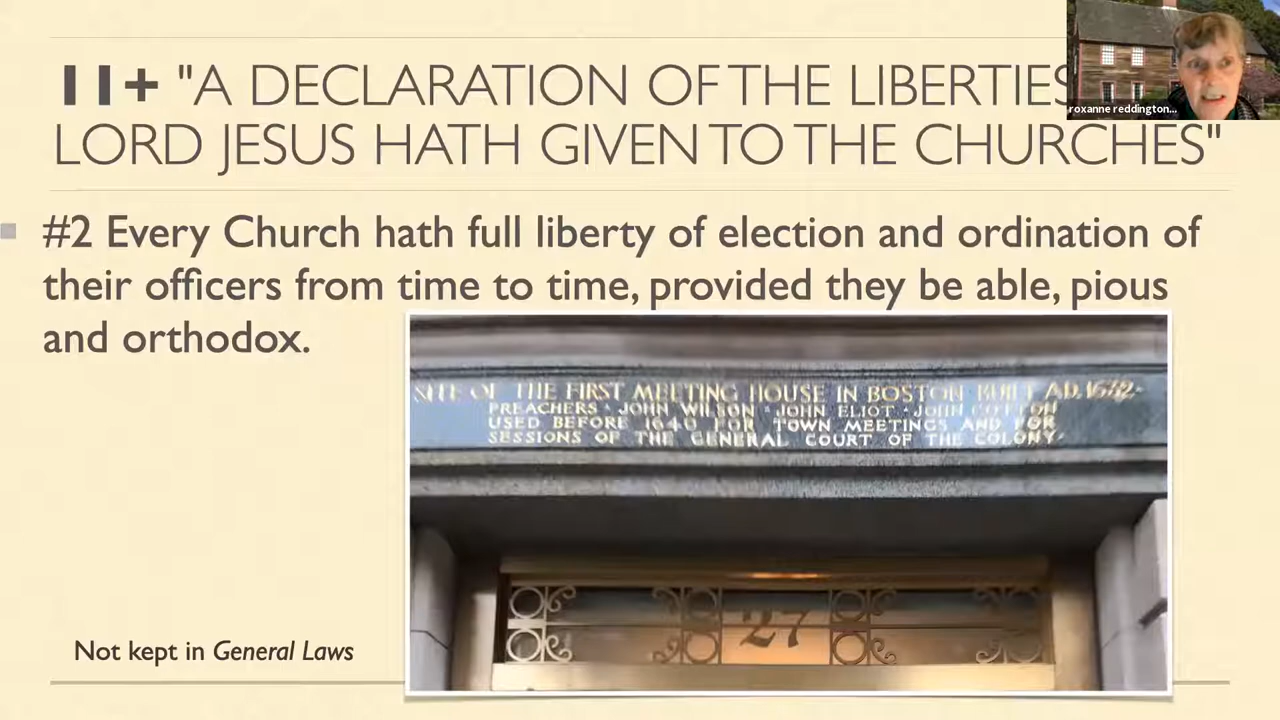 11+ "A DECLARATION OF THE LIBERTIES
LORD JESUS HATH GIVEN TO THE CHURCHES"
roxanne reddington...
#2 Every Church hath full liberty of election and ordination of
their officers from time to time, provided they be able, pious
and orthodox.
SITE OF THE FIRST MEETING HOUSE IN BOSTON BUILT A.D. 1632
PREACHERS · JOHN WILSON · JOHN ELIOT · JOHN COTTON
USED BEFORE 1640 FOR TOWN MEETINGS AND FOR
SESSIONS OF THE GENERAL COURT OF THE COLONY·
27
Not kept in General Laws